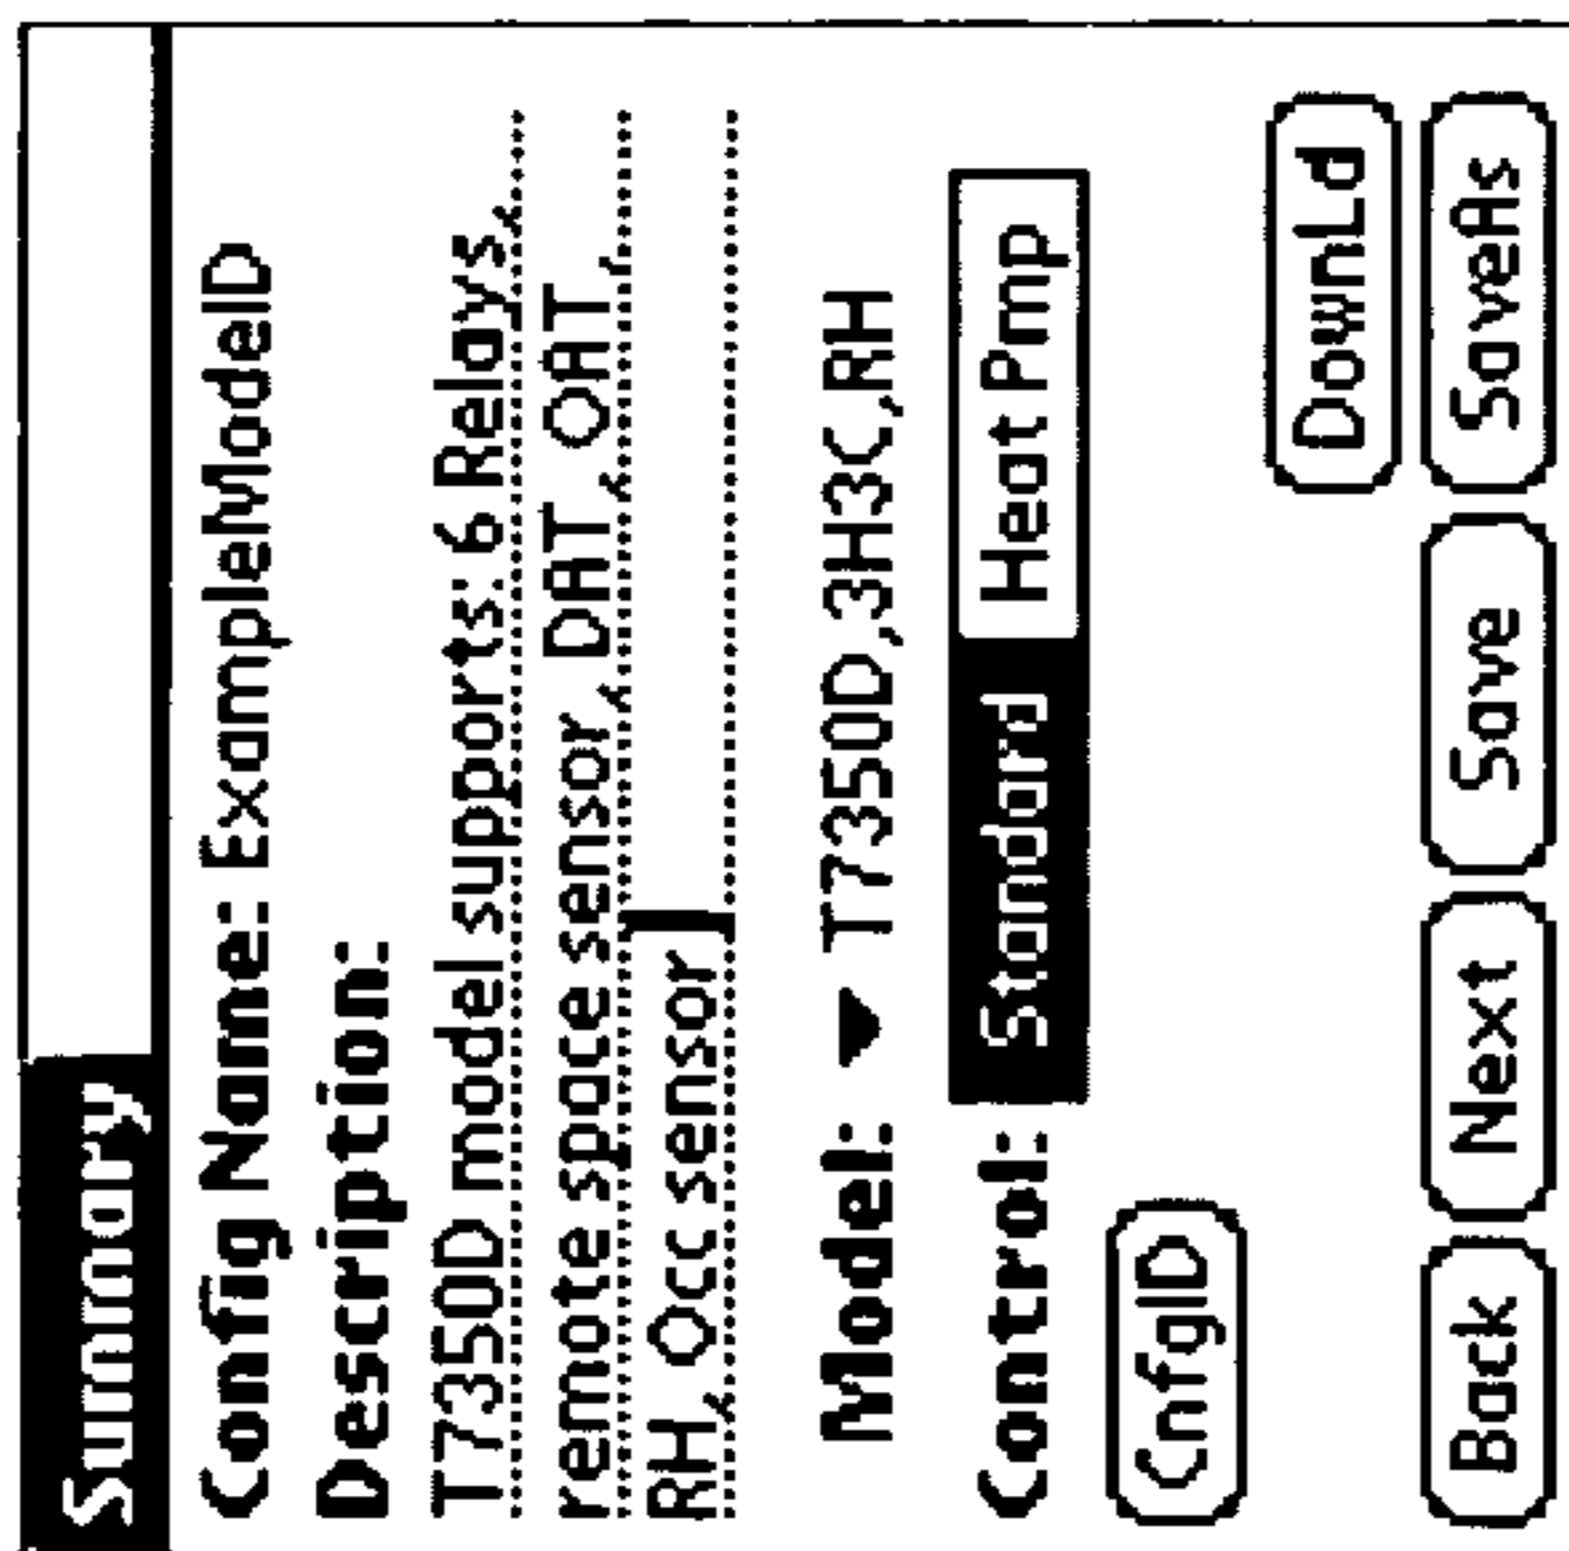 Summary
Config Name: ExampleModelD
Description:
T7350D model supports: 6 Relays,
remote space sensor, DAT, OAT,
RH, Occ sensor
Model: T7350D,3H3C,RH
Control: Standard Heat Pmp
CnfgID
DownLd
Back Next Save SaveAs